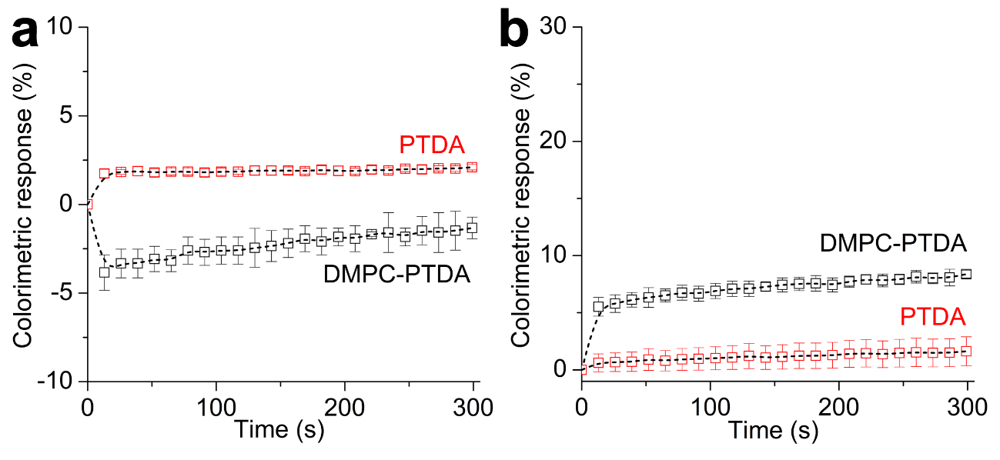 a
Colorimetric response (%)
10
5
0
-5
-10
PTDA
DMPC-PTDA
0
100
200
300
Time (s)
b
Colorimetric response (%)
30
20
10
0
DMPC-PTDA
PTDA
0
100
200
300
Time (s)